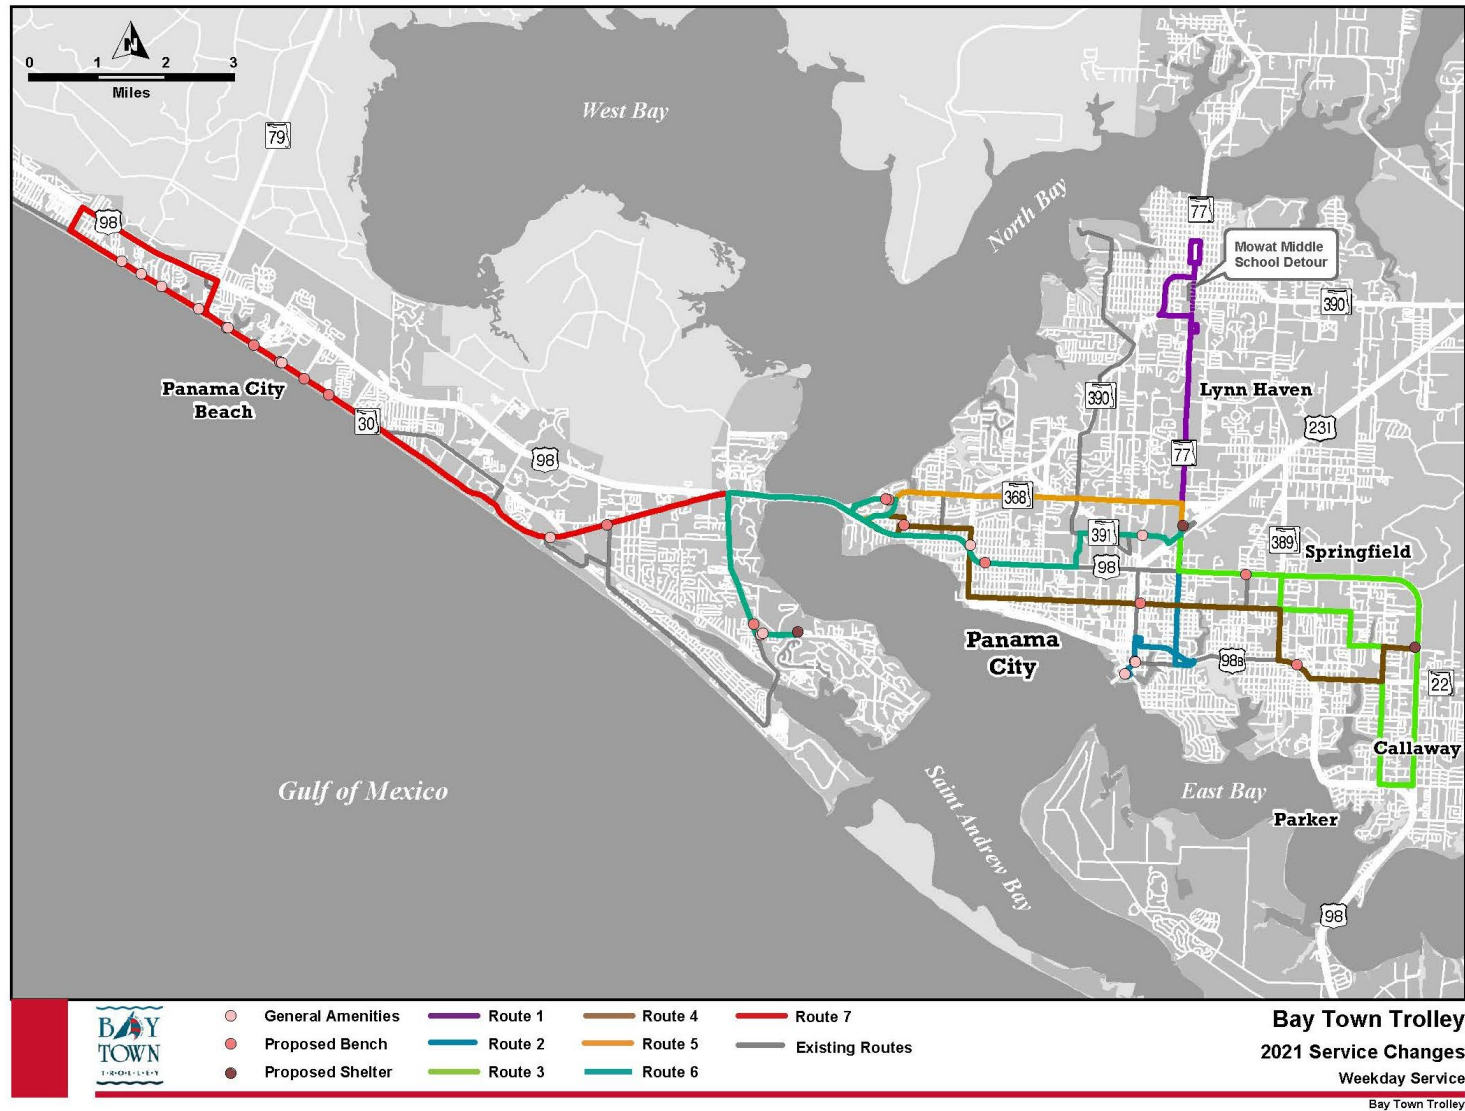 N
0 1 2 3
Miles
79
West Bay
North Bay
77
98
Mowat Middle
School Detour
390
Panama City
Beach
30
390
Lynn Haven
231
77
98
368
391
98
389
Springfield
Panama
City
98B
22
Callaway
Gulf of Mexico
Saint Andrew Bay
East Bay
Parker
98
BAY
TOWN
T·R·O·L·L·E·Y
General Amenities
Proposed Bench
Proposed Shelter
Route 1
Route 2
Route 3
Route 4
Route 5
Route 6
Route 7
Existing Routes
Bay Town Trolley
2021 Service Changes
Weekday Service
Bay Town Trolley